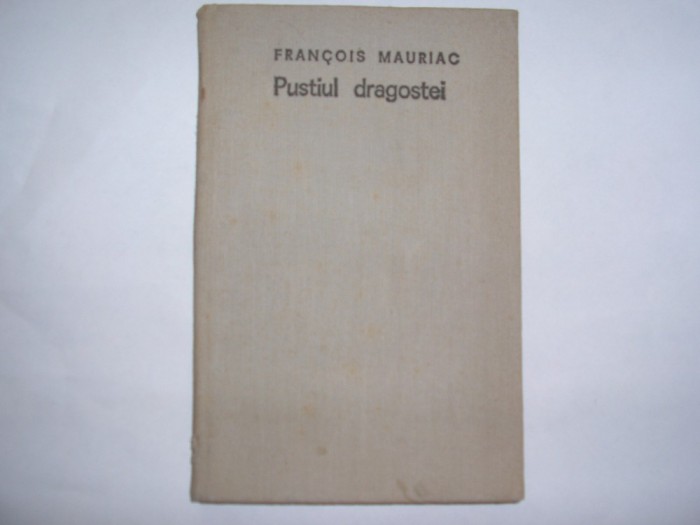 FRANÇOIS MAURIAC
Pustiul dragostei